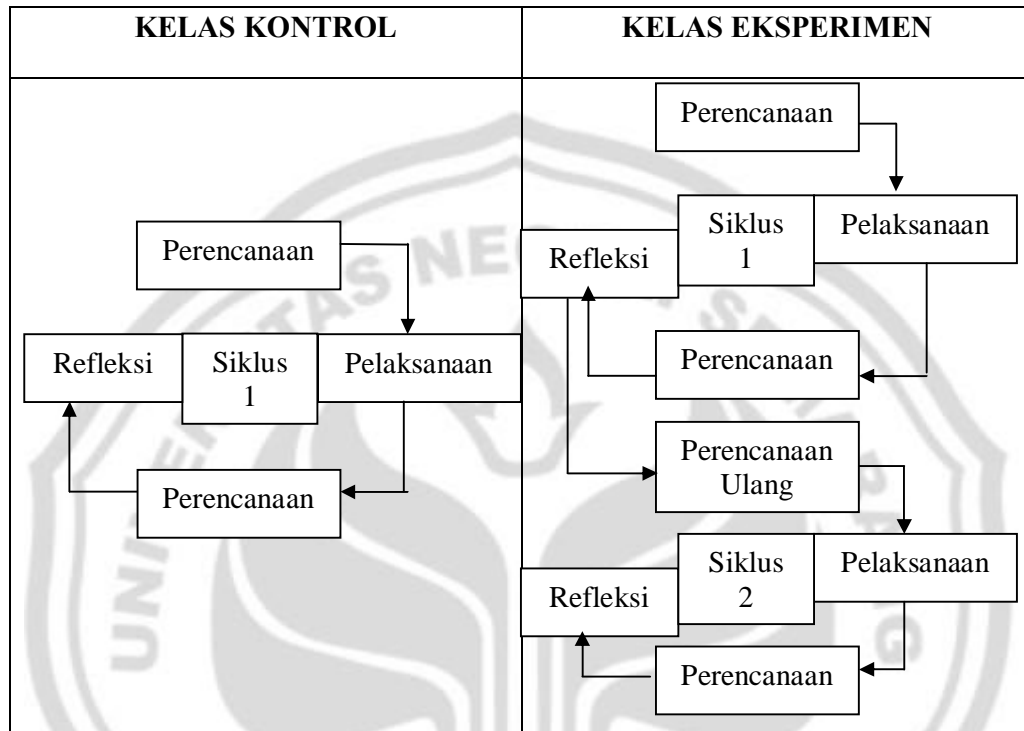 KELAS KONTROL
KELAS EKSPERIMEN
Perencanaan
Refleksi
Siklus
1
Pelaksanaan
Perencanaan
Perencanaan
Refleksi
Siklus
1
Pelaksanaan
Perencanaan
Perencanaan
Ulang
Refleksi
Siklus
2
Pelaksanaan
Perencanaan